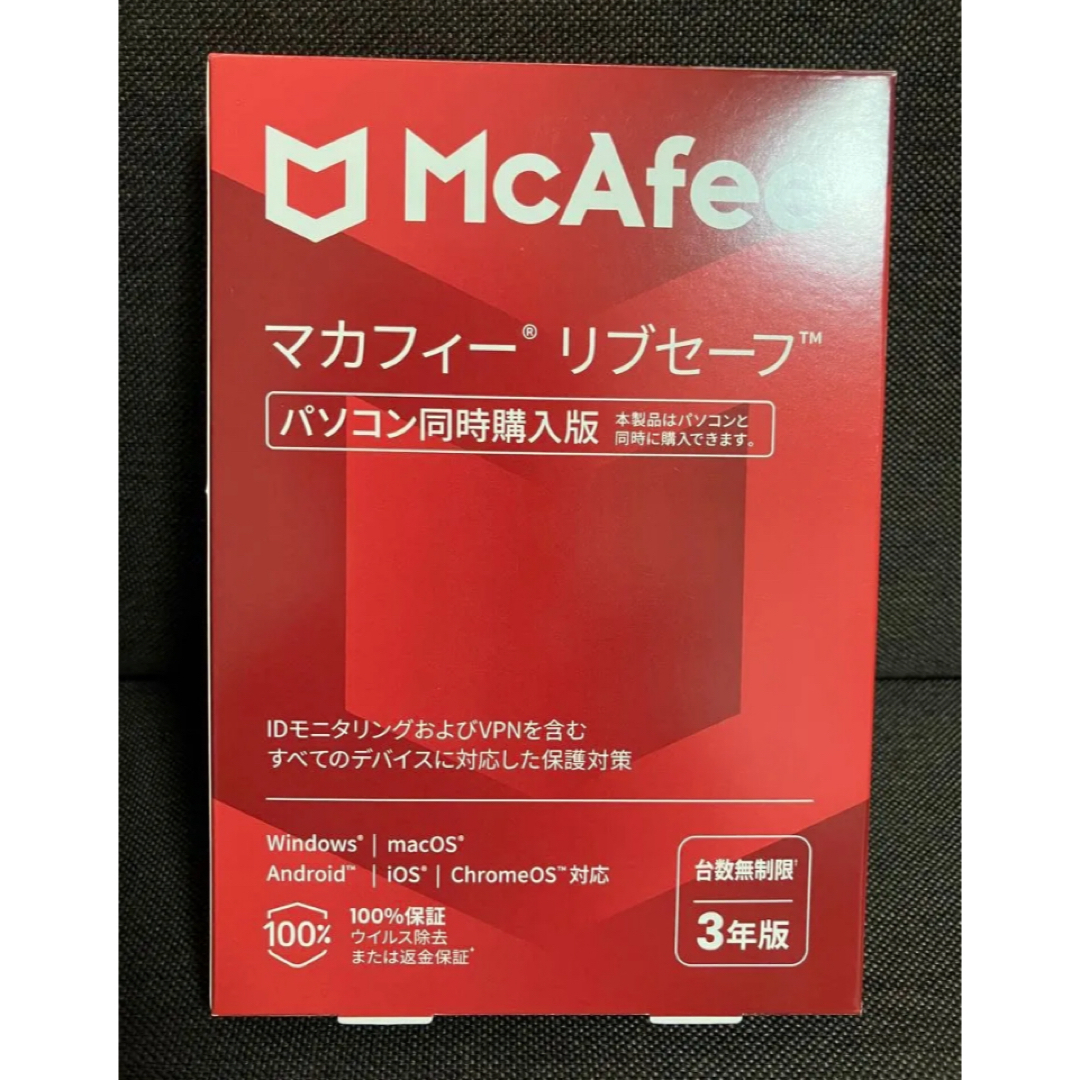 McAfee
マカフィー® リブセーフ™
パソコン同時購入版
本製品はパソコンと
同時に購入できます。
IDモニタリングおよびVPNを含む
すべてのデバイスに対応した保護対策
Windows® | macOS®
Android™ | iOS® | ChromeOS™ 対応
100%
100%保証
ウイルス除去
または返金保証*
台数無制限†
3年版